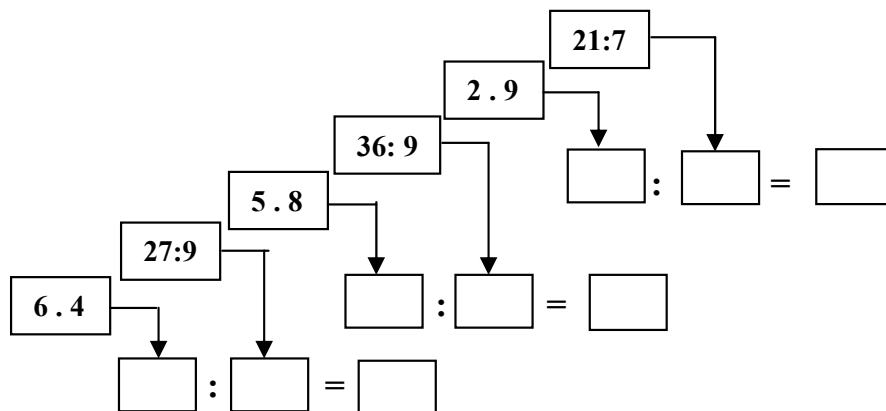 21:7
2 . 9
36: 9
: =
5 . 8
27:9
: =
6 . 4
: =